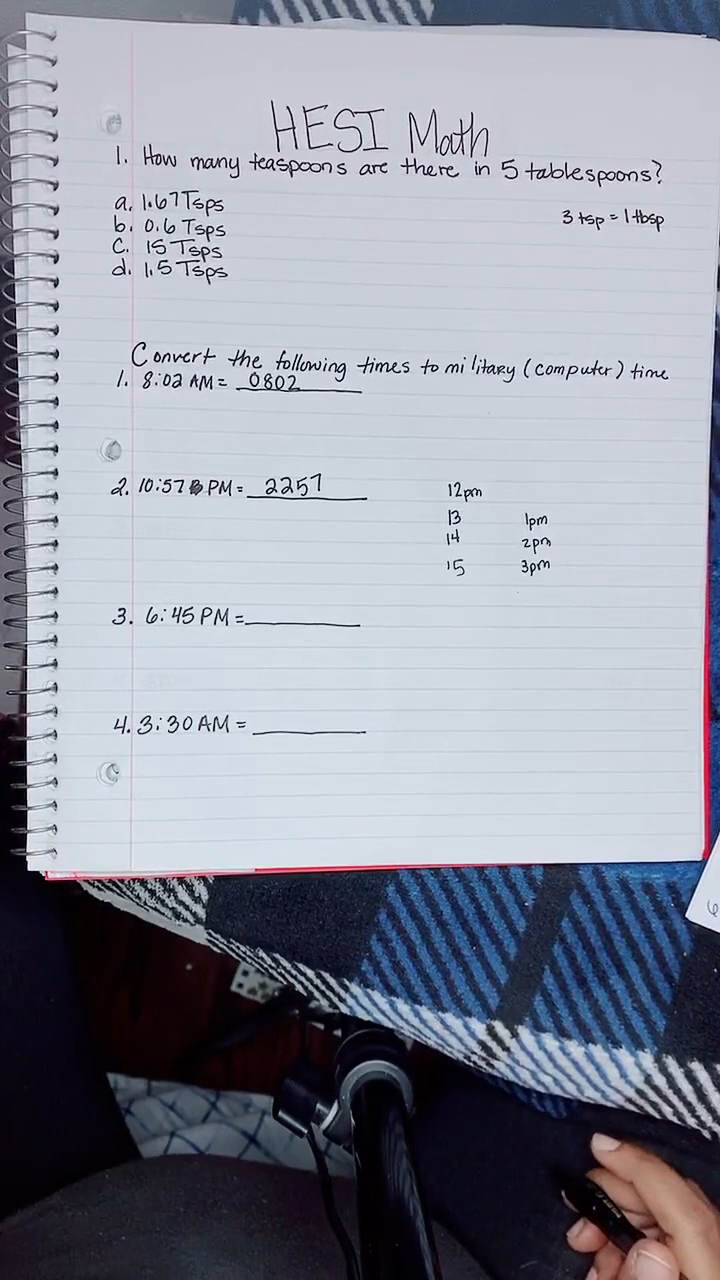 HESI Math
1. How many teaspoons are there in 5 tablespoons?
a. 1.67 Tsps
3 tsp = 1 tbsp
b. 0.6 Tsps
c. 15 Tsps
d. 1.5 Tsps
Convert the following times to military (computer) time
1. 8:02 AM = 0802
2. 10:57 PM = 2257
12pm
13 1pm
14 2pm
15 3pm
3. 6:45 PM = ________
4. 3:30 AM = ________